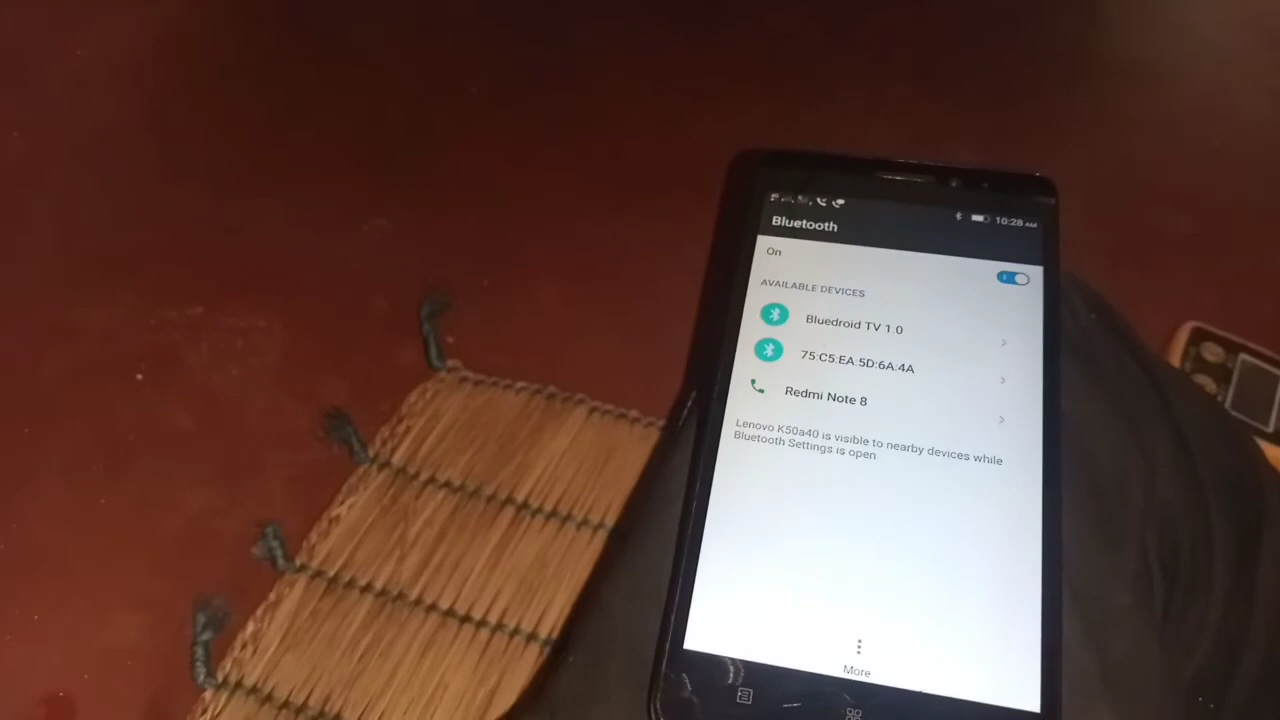 10:28 AM
Bluetooth
On
AVAILABLE DEVICES
Bluedroid TV 1.0
75:C5:EA:5D:6A:4A
Redmi Note 8
Lenovo K50a40 is visible to nearby devices while
Bluetooth Settings is open
More